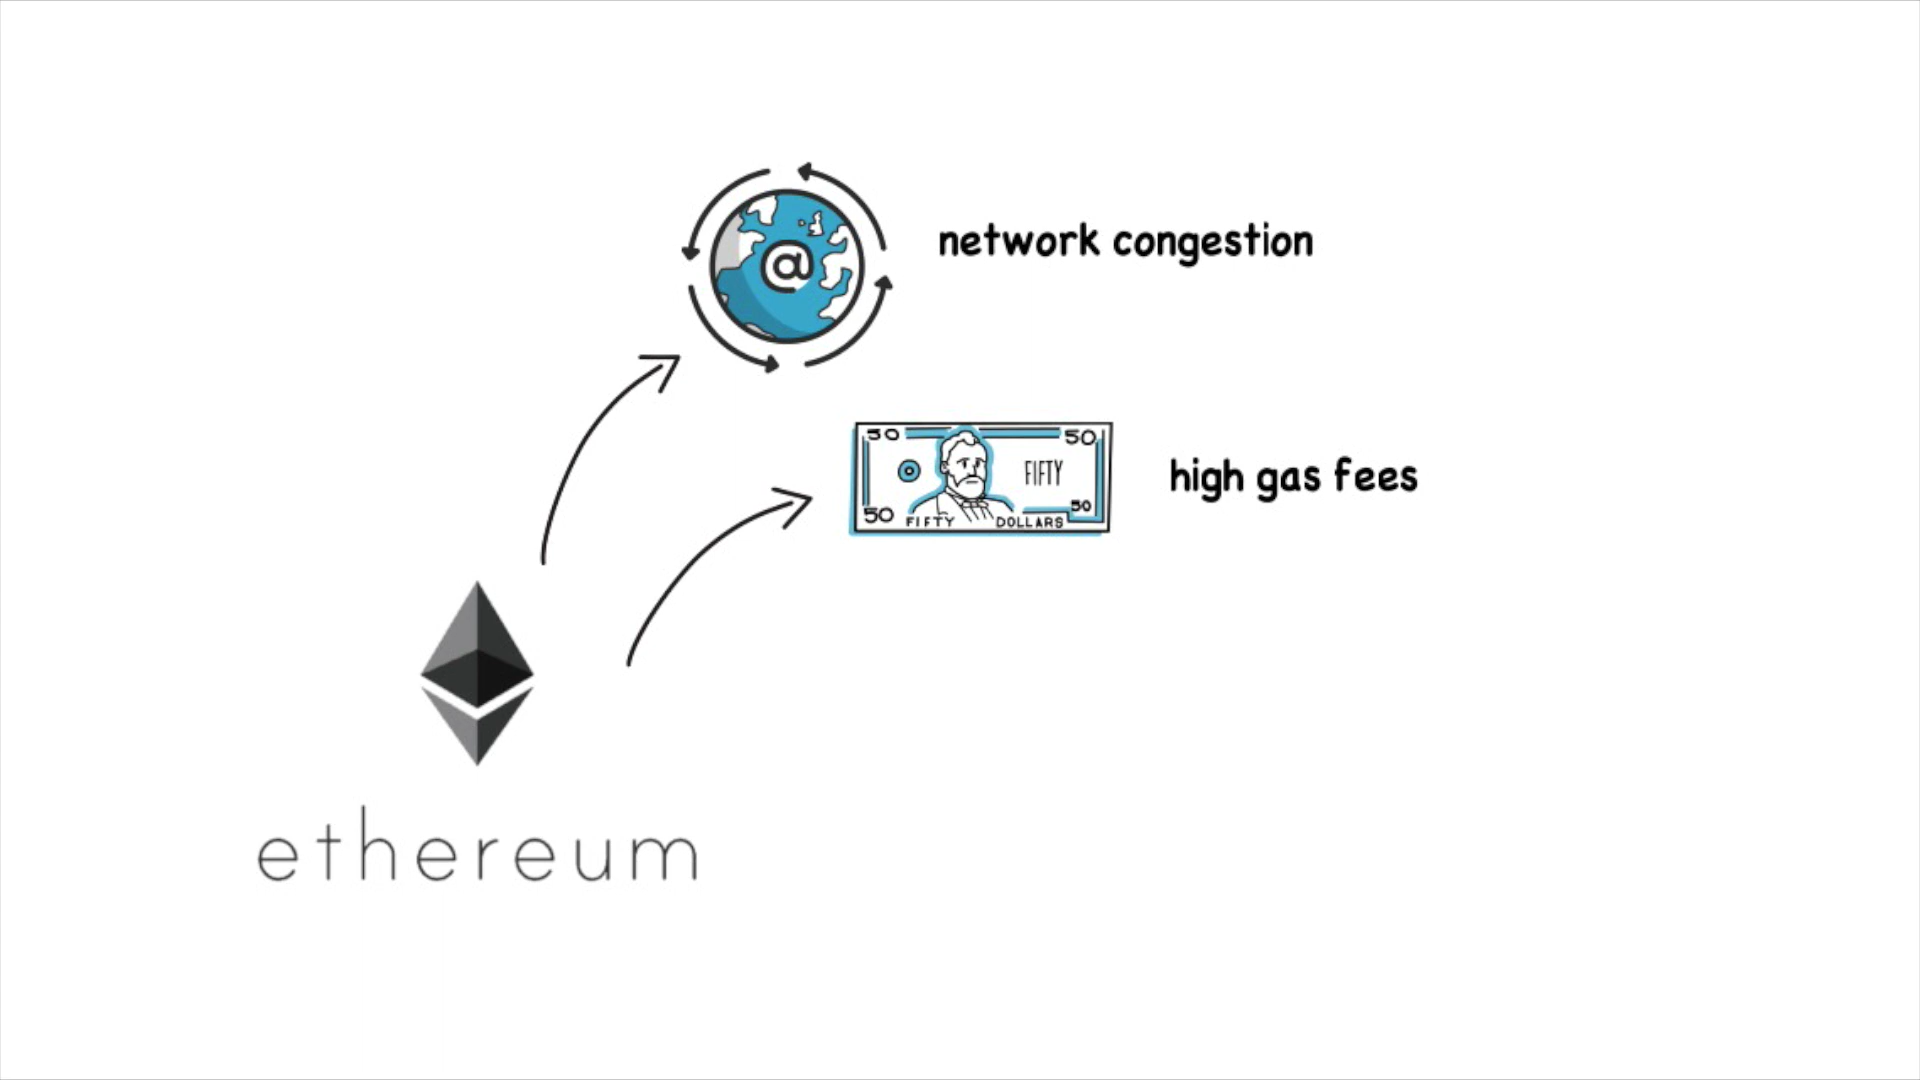 @
network congestion
50 50
FIFTY
50 50
FIFTY DOLLARS
high gas fees
ethereum